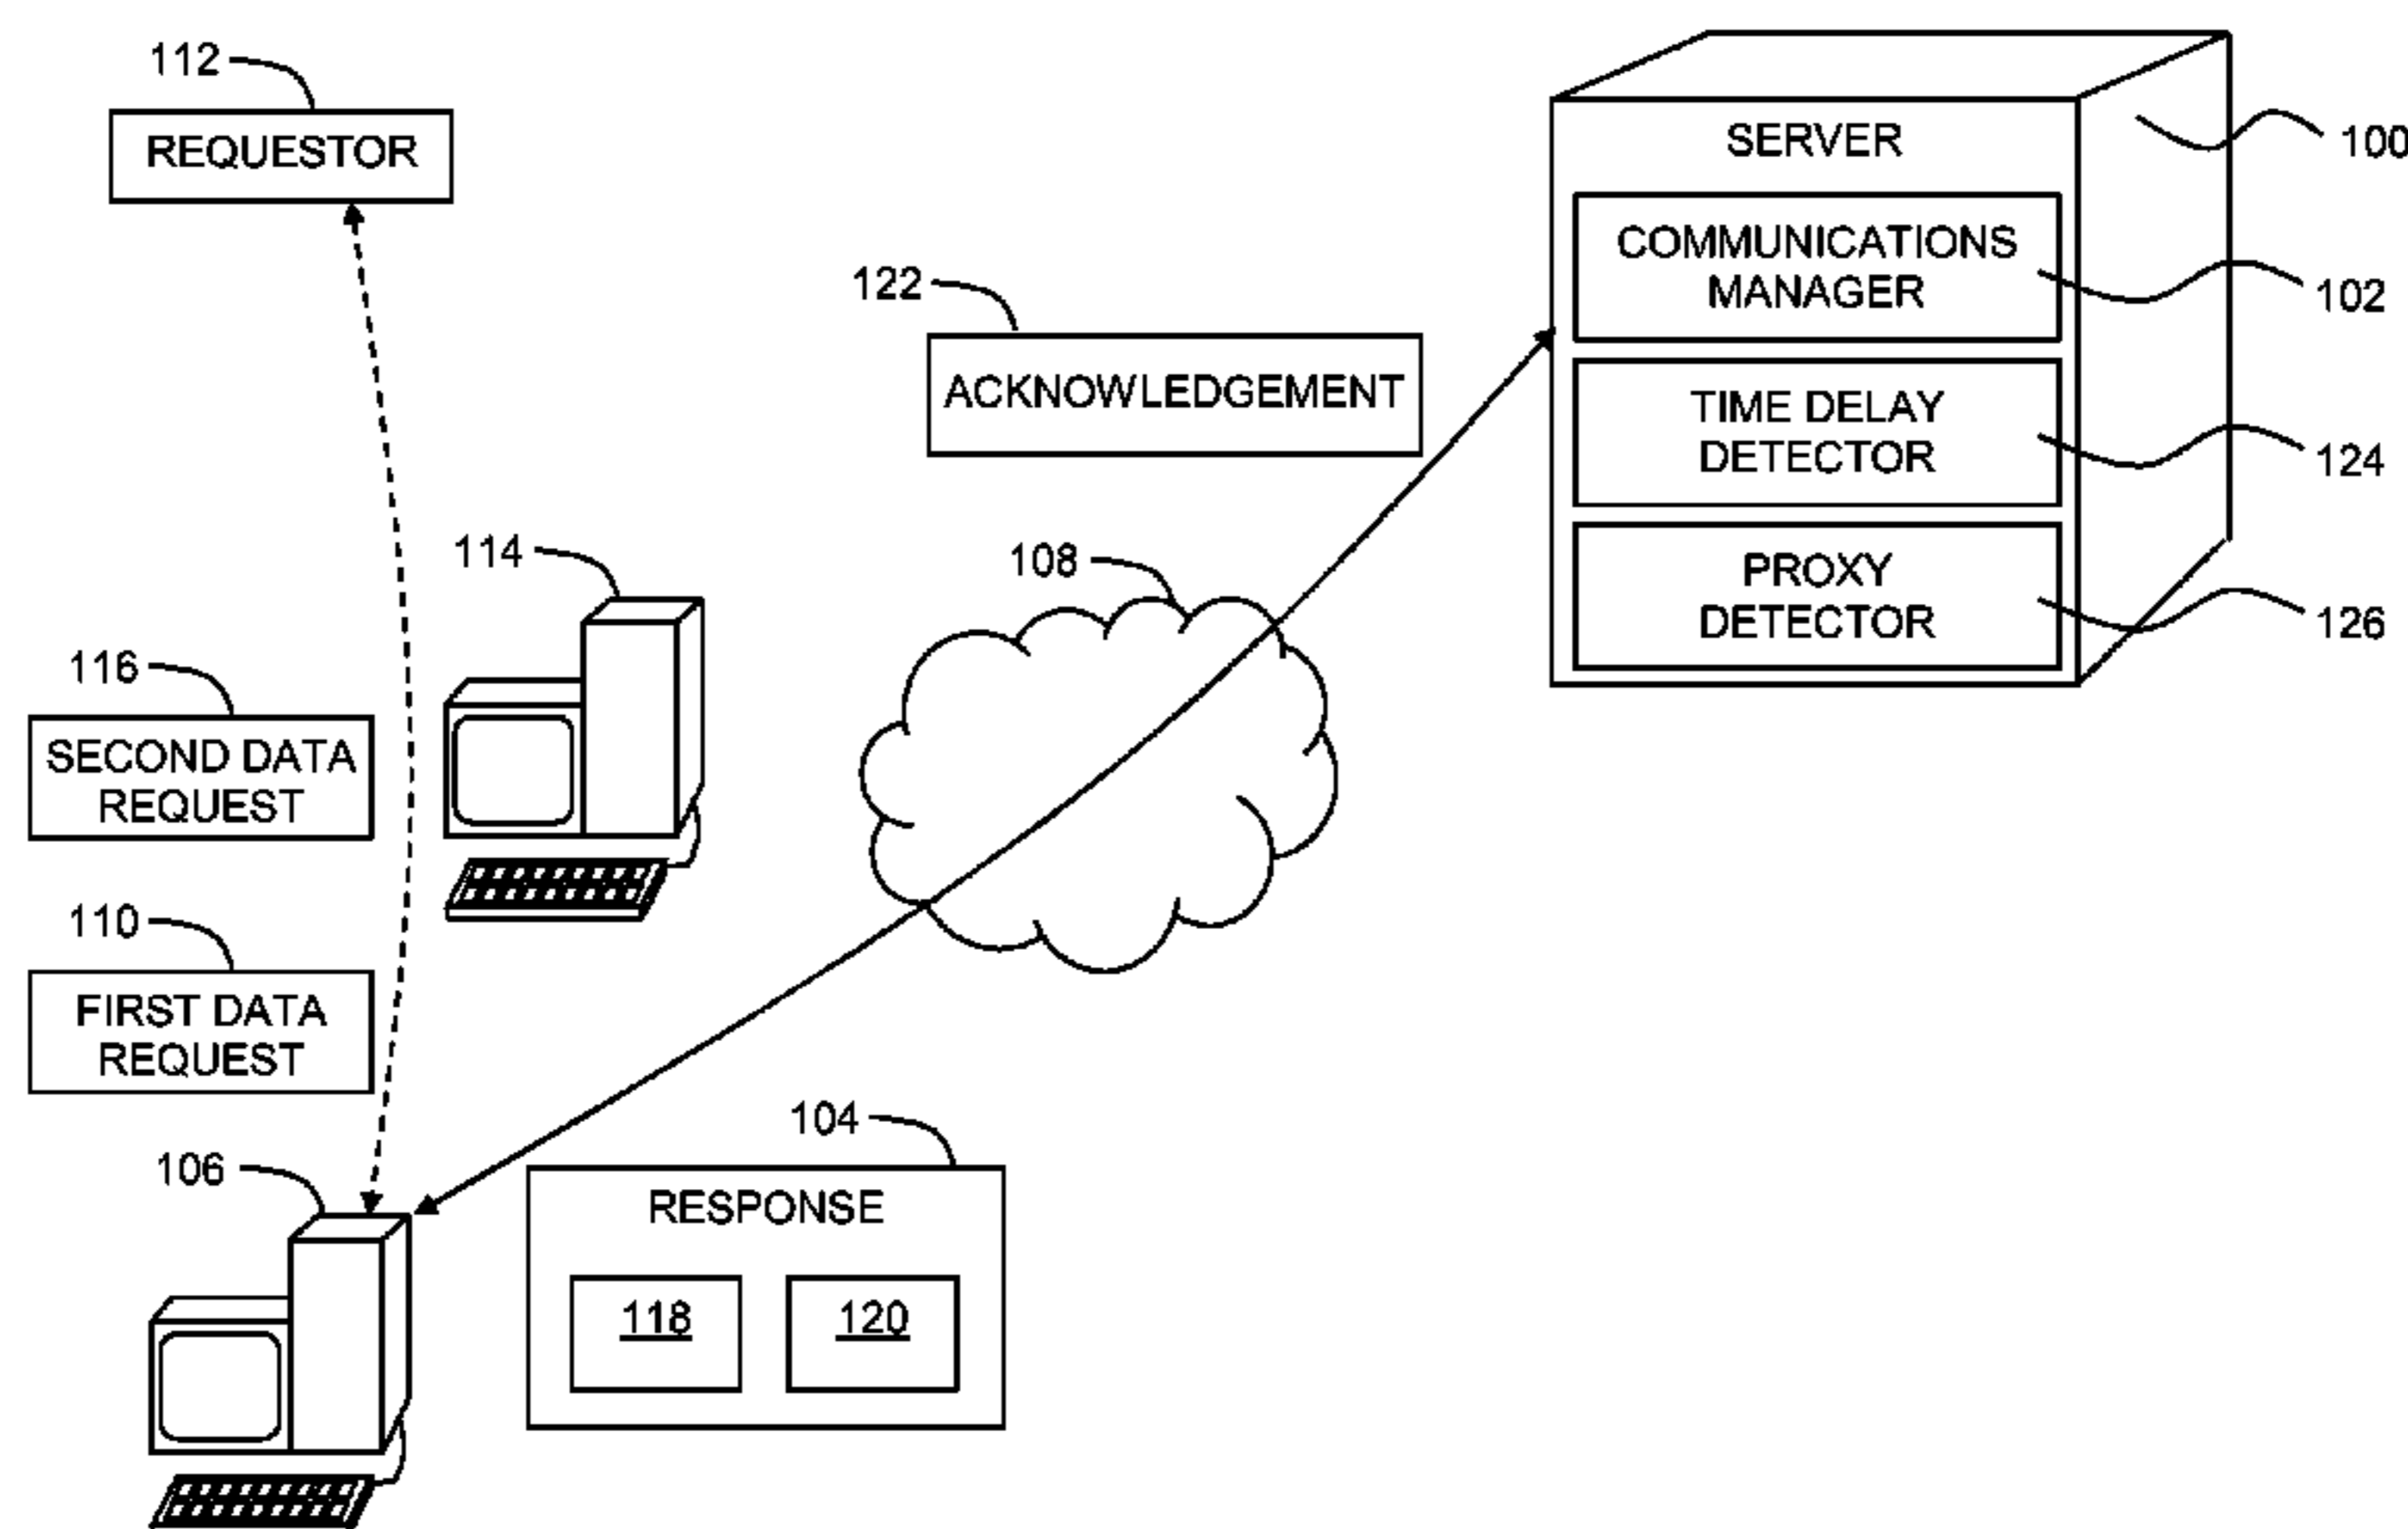 112
REQUESTOR
SERVER
100
COMMUNICATIONS
MANAGER
102
122
ACKNOWLEDGEMENT
TIME DELAY
DETECTOR
124
114
108
PROXY
DETECTOR
126
116
SECOND DATA
REQUEST
110
FIRST DATA
REQUEST
106
104
RESPONSE
118
120